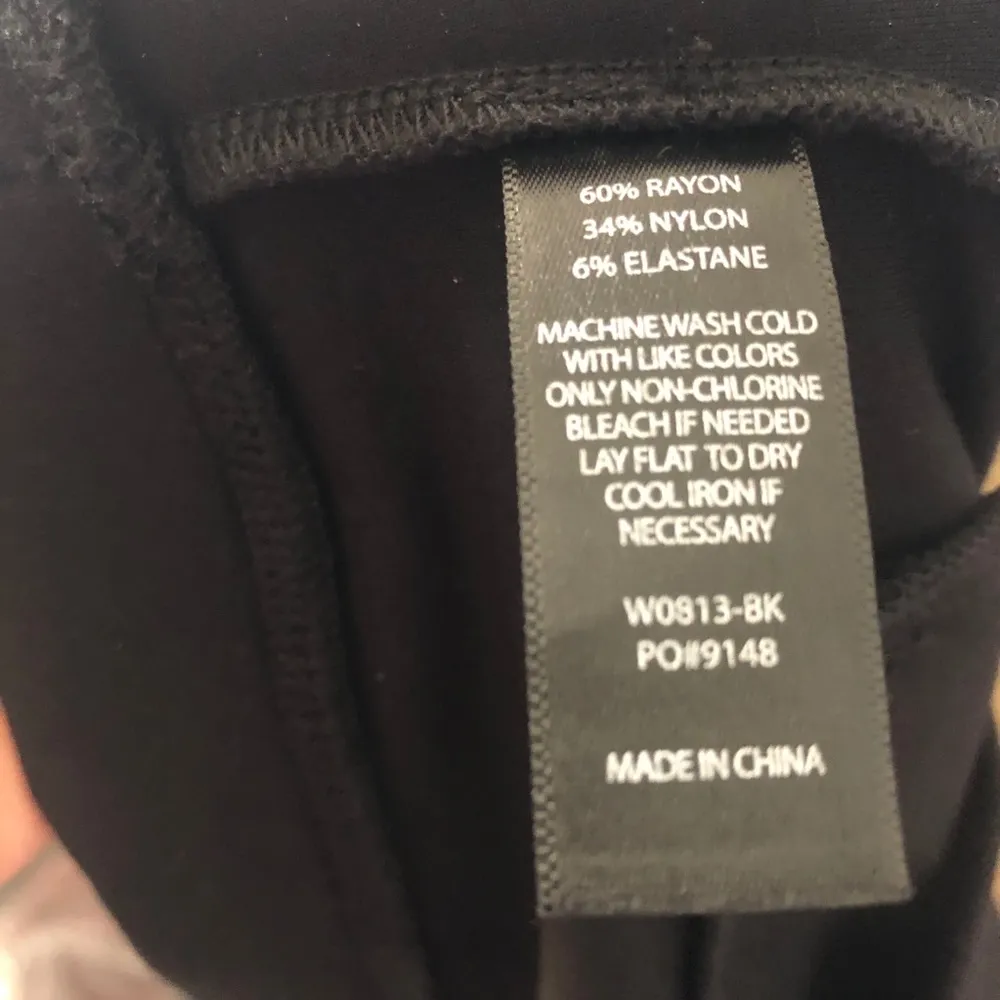 60% RAYON
34% NYLON
6% ELASTANE
MACHINE WASH COLD
WITH LIKE COLORS
ONLY NON-CHLORINE
BLEACH IF NEEDED
LAY FLAT TO DRY
COOL IRON IF
NECESSARY
W0813-BK
PO#9148
MADE IN CHINA